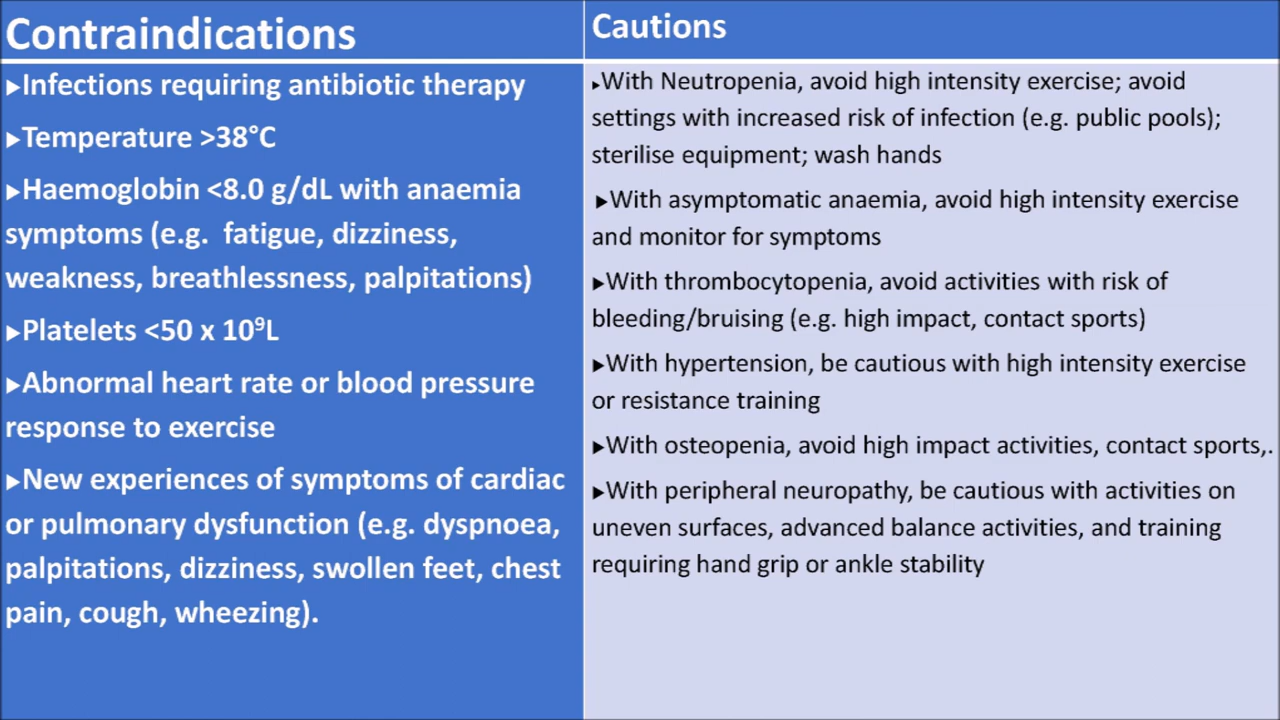 Contraindications
▸Infections requiring antibiotic therapy
▸Temperature >38°C
▸Haemoglobin <8.0 g/dL with anaemia
symptoms (e.g.  fatigue, dizziness,
weakness, breathlessness, palpitations)
▸Platelets <50 x 10⁹L
▸Abnormal heart rate or blood pressure
response to exercise
▸New experiences of symptoms of cardiac
or pulmonary dysfunction (e.g. dyspnoea,
palpitations, dizziness, swollen feet, chest
pain, cough, wheezing).
Cautions
▸With Neutropenia, avoid high intensity exercise; avoid
settings with increased risk of infection (e.g. public pools);
sterilise equipment; wash hands
▸With asymptomatic anaemia, avoid high intensity exercise
and monitor for symptoms
▸With thrombocytopenia, avoid activities with risk of
bleeding/bruising (e.g. high impact, contact sports)
▸With hypertension, be cautious with high intensity exercise
or resistance training
▸With osteopenia, avoid high impact activities, contact sports,.
▸With peripheral neuropathy, be cautious with activities on
uneven surfaces, advanced balance activities, and training
requiring hand grip or ankle stability